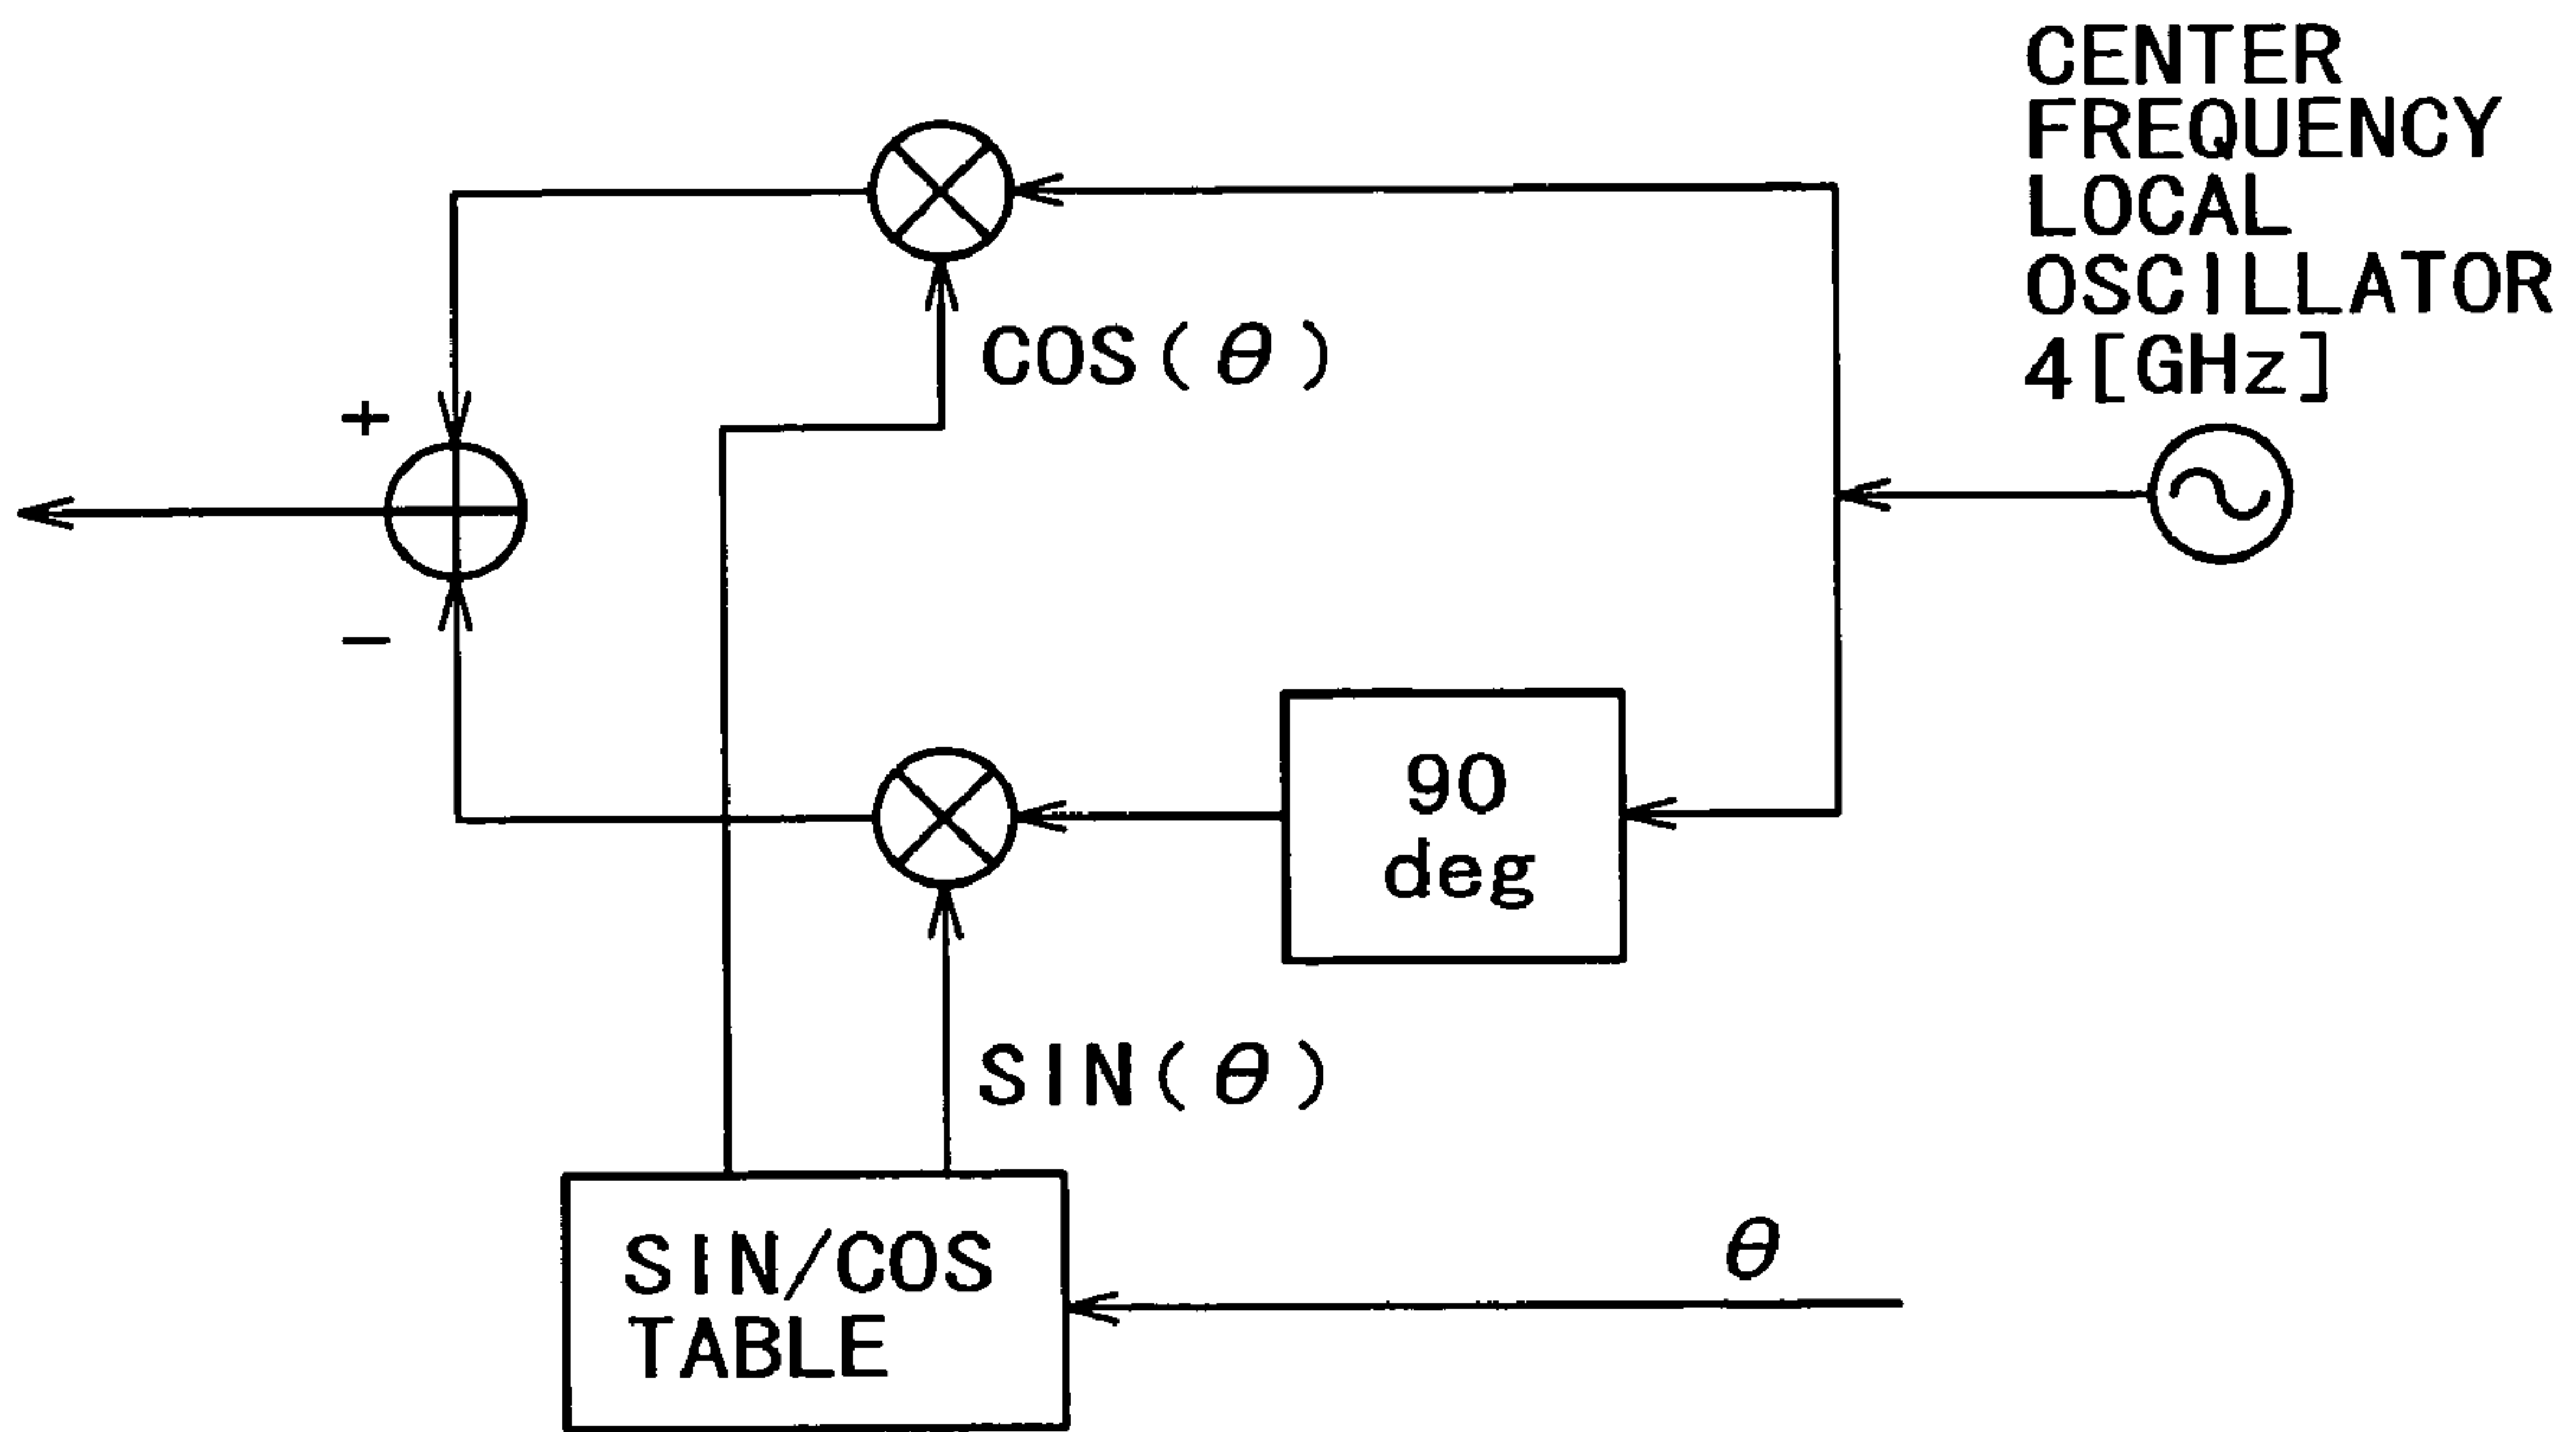 CENTER
FREQUENCY
LOCAL
OSCILLATOR
4[GHz]
COS(θ)
+
−
90
deg
SIN(θ)
SIN/COS
TABLE
θ